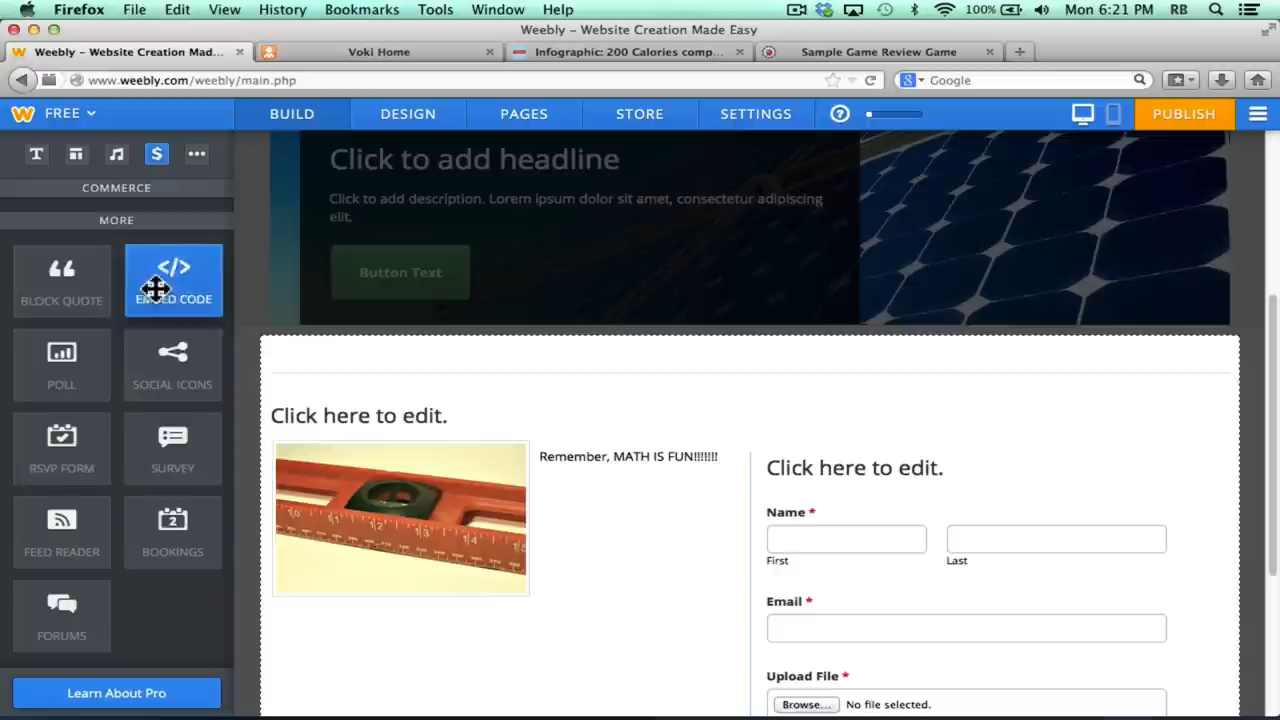 Firefox File Edit View History Bookmarks Tools Window Help 100% Mon 6:21 PM RB
Weebly – Website Creation Made Easy
Weebly – Website Creation Mad... Voki Home Infographic: 200 Calories comp... Sample Game Review Game
www.weebly.com/weebly/main.php Google
FREE BUILD DESIGN PAGES STORE SETTINGS PUBLISH
COMMERCE
MORE
BLOCK QUOTE
EMBED CODE
POLL
SOCIAL ICONS
RSVP FORM
SURVEY
FEED READER
BOOKINGS
FORUMS
Learn About Pro
Click to add headline
Click to add description. Lorem ipsum dolor sit amet, consectetur adipiscing
elit.
Button Text
Click here to edit.
Remember, MATH IS FUN!!!!!!!
Click here to edit.
Name *
First Last
Email *
Upload File *
Browse... No file selected.